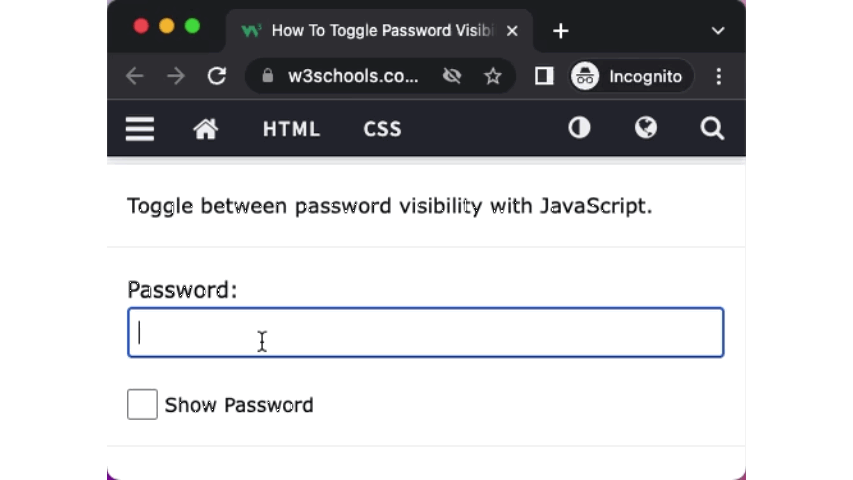 How To Toggle Password Visibi
w3schools.co...
Incognito
HTML CSS
Toggle between password visibility with JavaScript.
Password:
Show Password